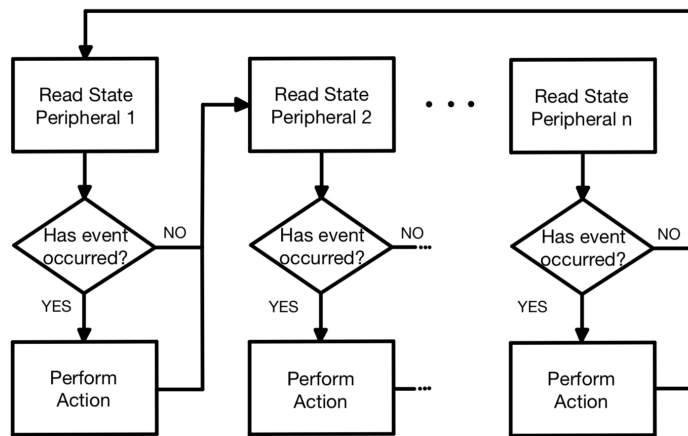 Read State
Peripheral 1
Has event
occurred?
NO
YES
Perform
Action
Read State
Peripheral 2
Has event
occurred?
NO
YES
Perform
Action
Read State
Peripheral n
Has event
occurred?
NO
YES
Perform
Action